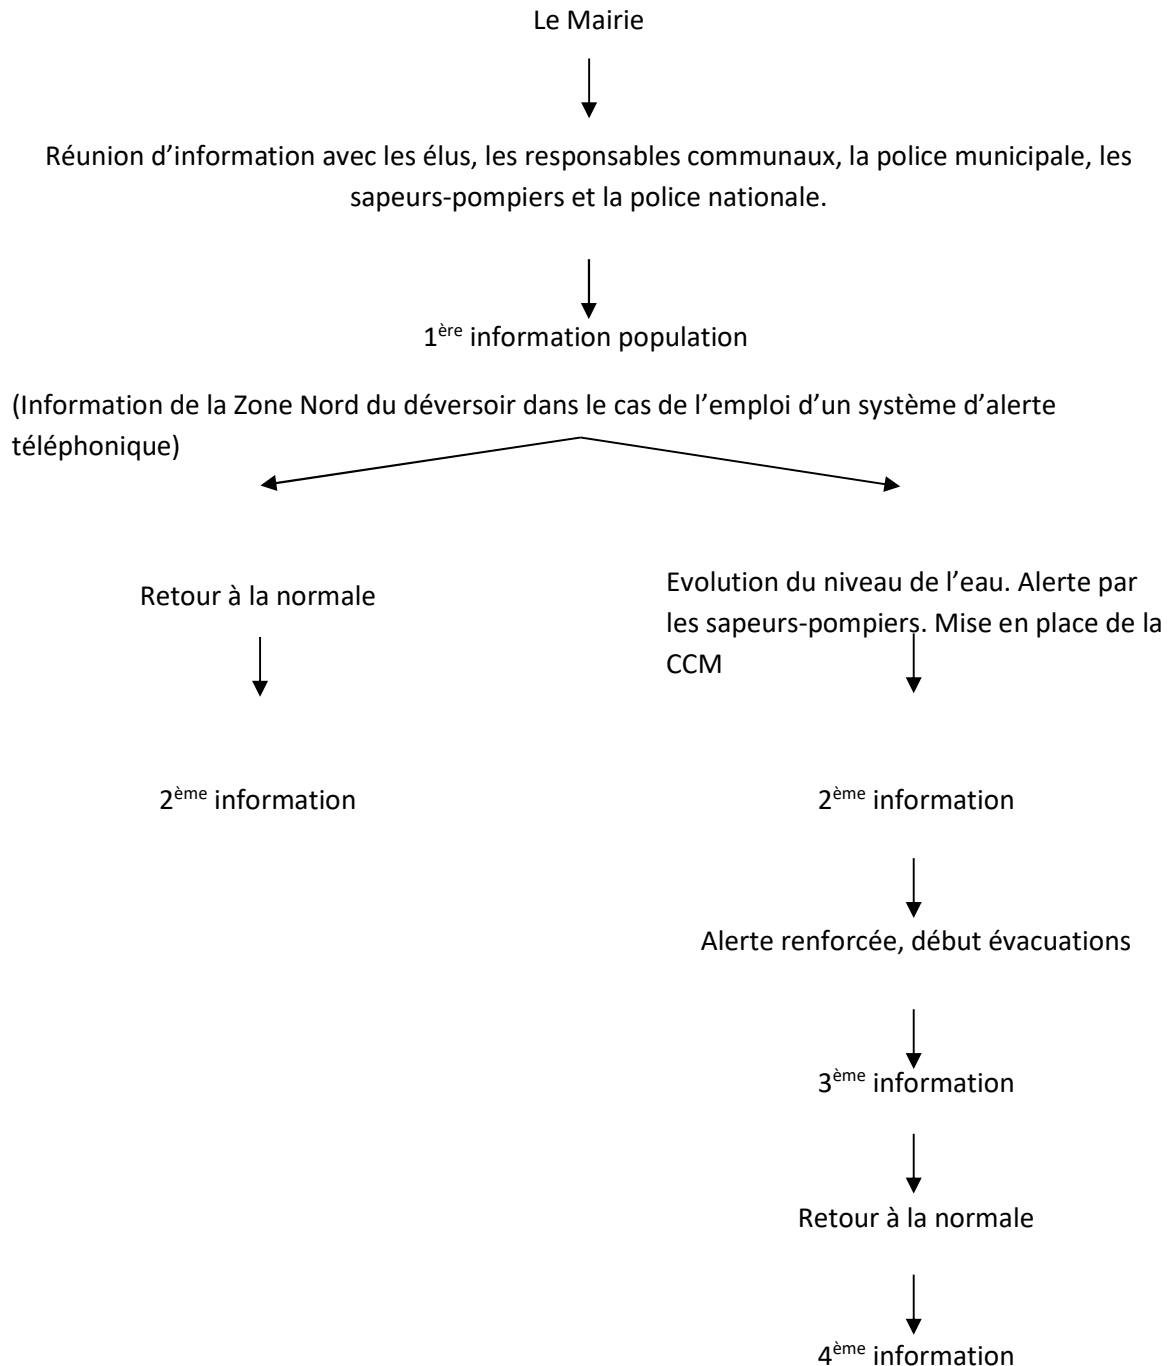 Le Mairie
Réunion d’information avec les élus, les responsables communaux, la police municipale, les
sapeurs-pompiers et la police nationale.
1ère information population
(Information de la Zone Nord du déversoir dans le cas de l’emploi d’un système d’alerte
téléphonique)
Retour à la normale
2ème information
Evolution du niveau de l’eau. Alerte par
les sapeurs-pompiers. Mise en place de la
CCM
2ème information
Alerte renforcée, début évacuations
3ème information
Retour à la normale
4ème information